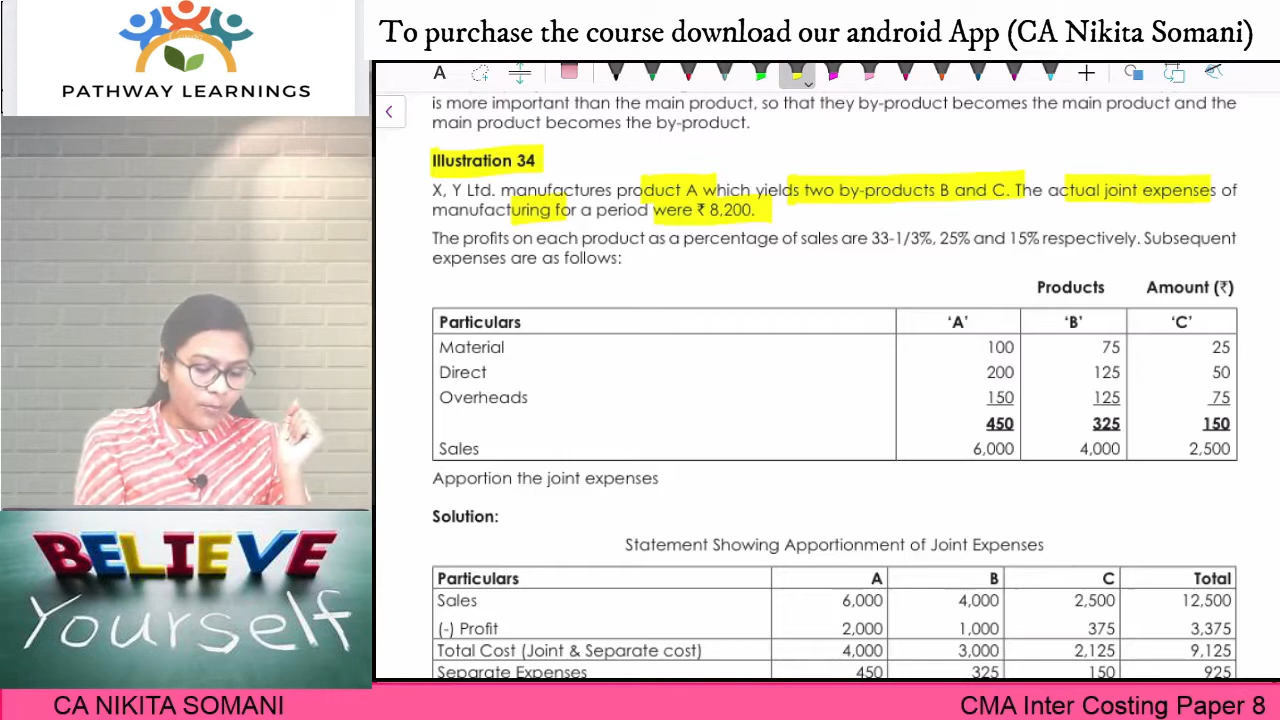 To purchase the course download our android App (CA Nikita Somani)
PATHWAY LEARNINGS
is more important than the main product, so that they by-product becomes the main product and the
main product becomes the by-product.
Illustration 34
X, Y Ltd. manufactures product A which yields two by-products B and C. The actual joint expenses of
manufacturing for a period were ₹ 8,200.
The profits on each product as a percentage of sales are 33-1/3%, 25% and 15% respectively. Subsequent
expenses are as follows:
Products Amount (₹)
Particulars 'A' 'B' 'C'
Material 100 75 25
Direct 200 125 50
Overheads 150 125 75
450 325 150
Sales 6,000 4,000 2,500
Apportion the joint expenses
Solution:
Statement Showing Apportionment of Joint Expenses
Particulars A B C Total
Sales 6,000 4,000 2,500 12,500
(-) Profit 2,000 1,000 375 3,375
Total Cost (Joint & Separate cost) 4,000 3,000 2,125 9,125
Separate Expenses 450 325 150 925
BELIEVE
Yourself
CA NIKITA SOMANI
CMA Inter Costing Paper 8